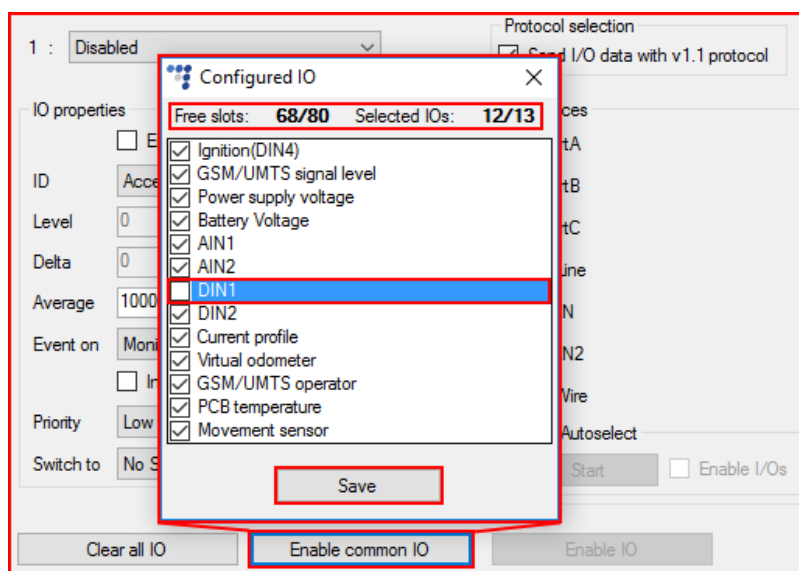 Protocol selection
1 : Disabled
Send I/O data with v1.1 protocol
Configured IO
Free slots: 68/80 Selected IOs: 12/13
Ignition(DIN4)
GSM/UMTS signal level
Power supply voltage
Battery Voltage
AIN1
AIN2
DIN1
DIN2
Current profile
Virtual odometer
GSM/UMTS operator
PCB temperature
Movement sensor
Save
IO properties
ID
Level 0
Delta 0
Average 1000
Event on
Priority Low
Switch to No
Autoselect
Start Enable I/Os
Clear all IO Enable common IO Enable IO